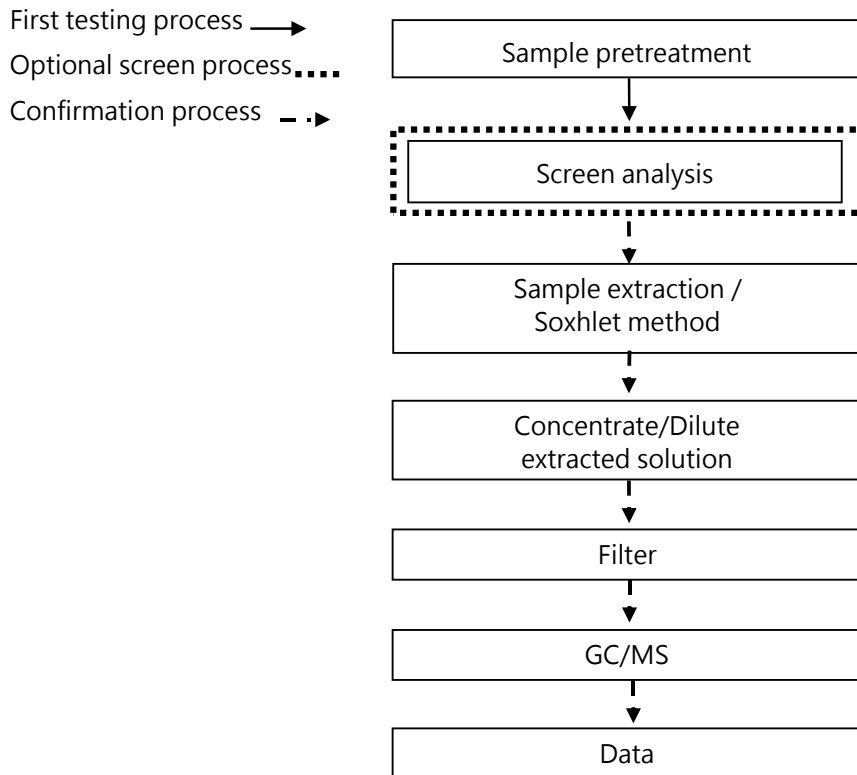 First testing process
Optional screen process
Confirmation process
Sample pretreatment
Screen analysis
Sample extraction /
Soxhlet method
Concentrate/Dilute
extracted solution
Filter
GC/MS
Data